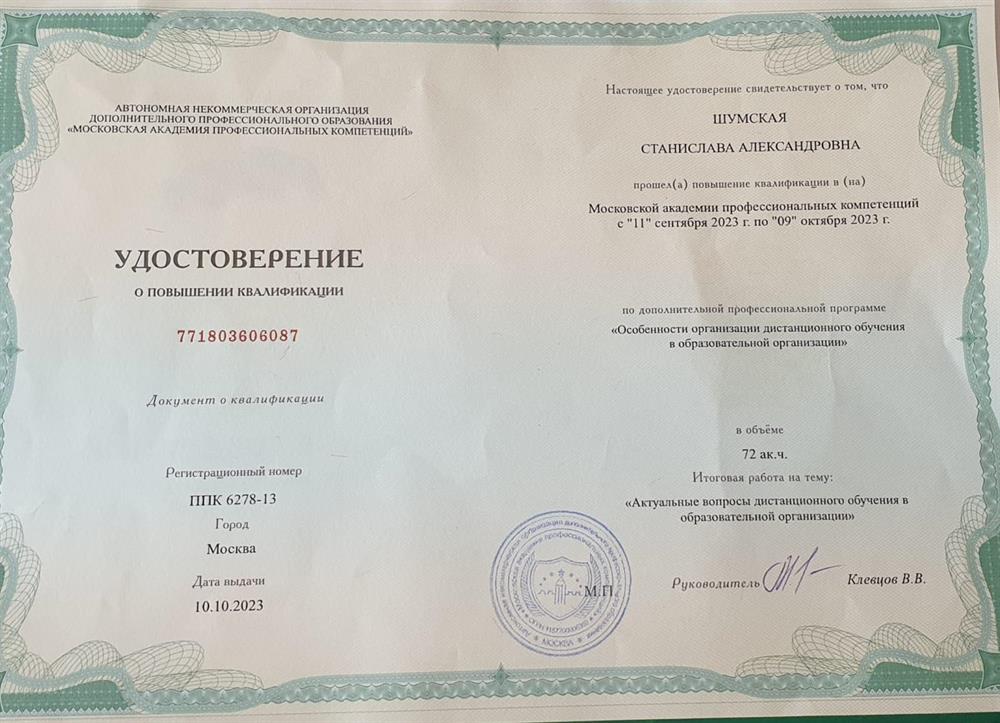 АВТОНОМНАЯ НЕКОММЕРЧЕСКАЯ ОРГАНИЗАЦИЯ
ДОПОЛНИТЕЛЬНОГО ПРОФЕССИОНАЛЬНОГО ОБРАЗОВАНИЯ
«МОСКОВСКАЯ АКАДЕМИЯ ПРОФЕССИОНАЛЬНЫХ КОМПЕТЕНЦИЙ»
УДОСТОВЕРЕНИЕ
О ПОВЫШЕНИИ КВАЛИФИКАЦИИ
771803606087
Документ о квалификации
Регистрационный номер
ППК 6278-13
Город
Москва
Дата выдачи
10.10.2023
Настоящее удостоверение свидетельствует о том, что
ШУМСКАЯ
СТАНИСЛАВА АЛЕКСАНДРОВНА
прошел(а) повышение квалификации в (на)
Московской академии профессиональных компетенций
с "11" сентября 2023 г. по "09" октября 2023 г.
по дополнительной профессиональной программе
«Особенности организации дистанционного обучения
в образовательной организации»
в объёме
72 ак.ч.
Итоговая работа на тему:
«Актуальные вопросы дистанционного обучения в
образовательной организации»
М.П.
Руководитель
Клевцов В.В.
МОСКВА